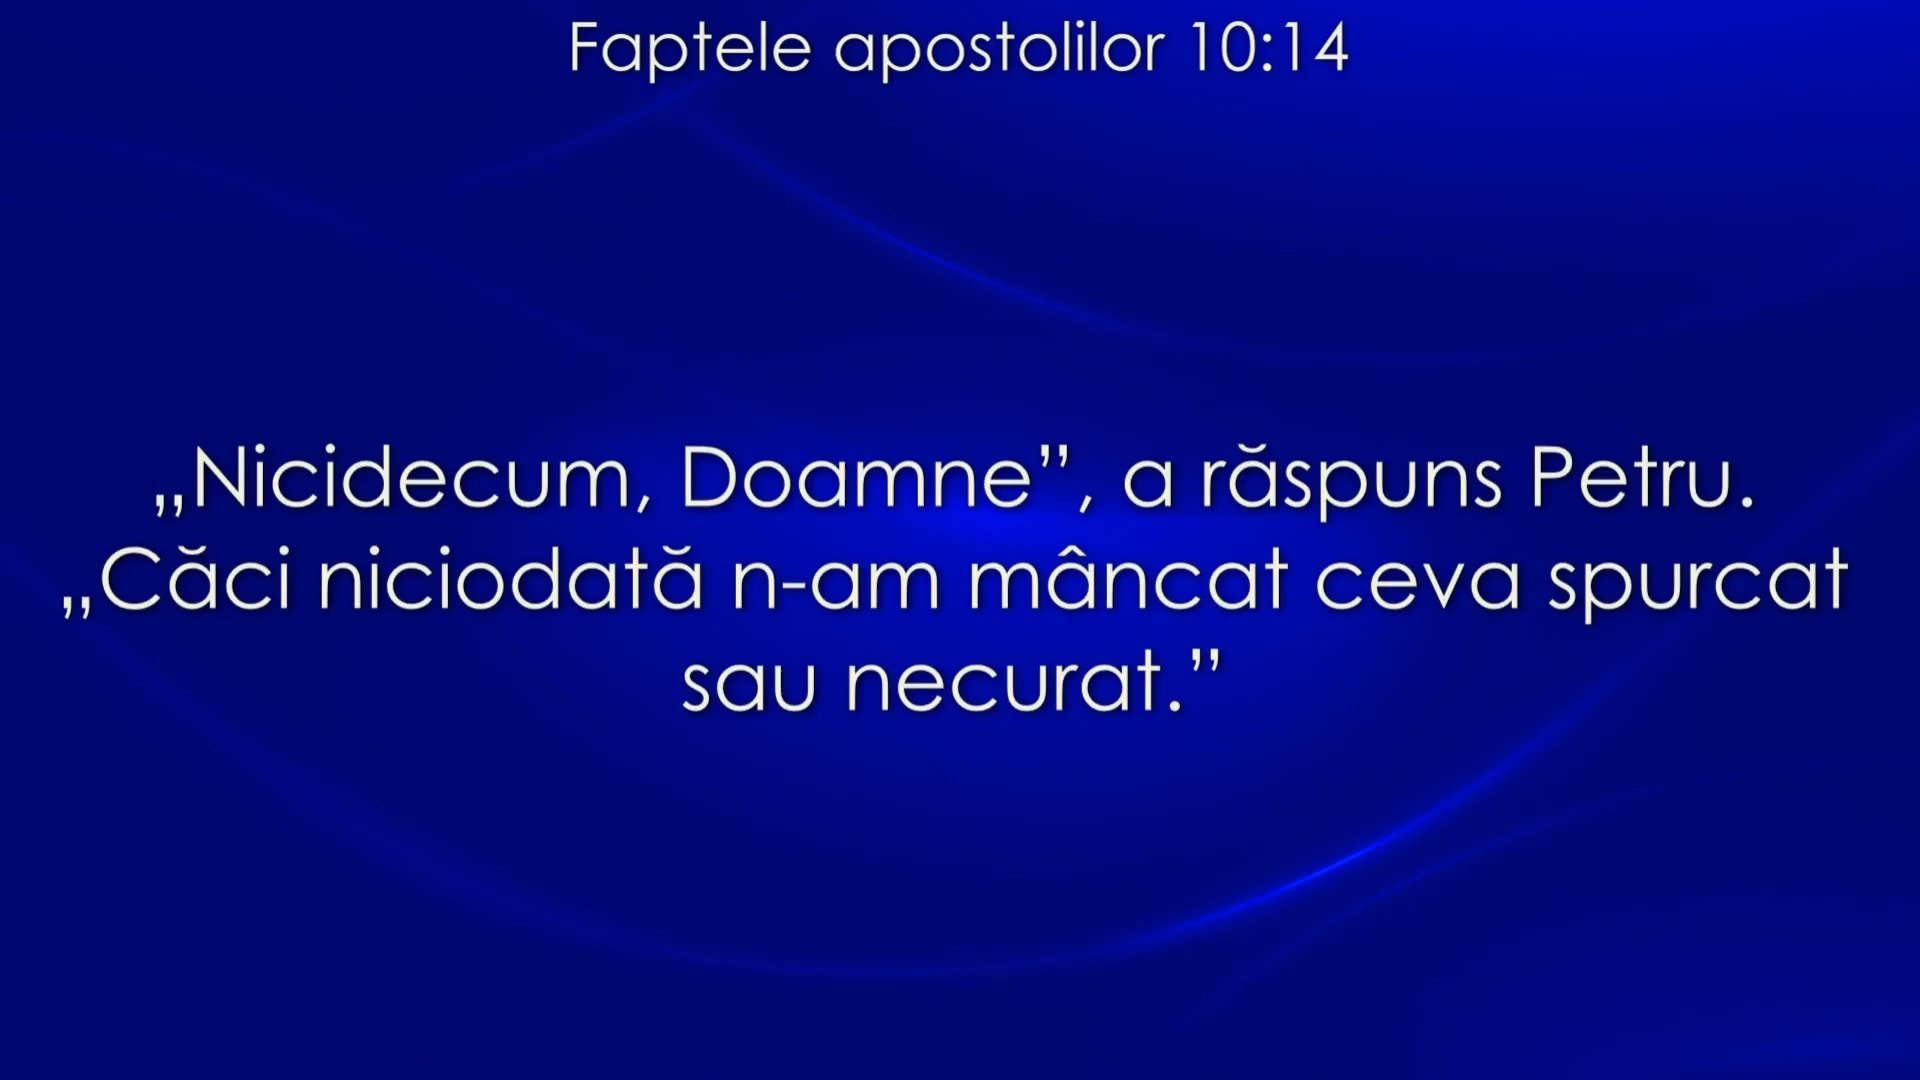 Faptele apostolilor 10:14
„Nicidecum, Doamne”, a răspuns Petru.
„Căci niciodată n-am mâncat ceva spurcat
sau necurat.”